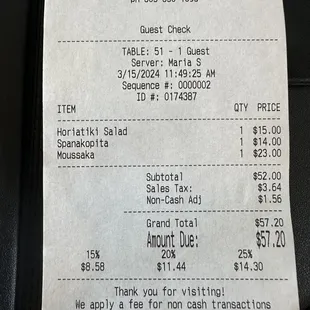 Guest Check
TABLE: 51 - 1 Guest
Server: Maria S
3/15/2024 11:49:25 AM
Sequence #: 0000002
ID #: 0174387
ITEM QTY PRICE
Horiatiki Salad 1 $15.00
Spanakopita 1 $14.00
Moussaka 1 $23.00
Subtotal $52.00
Sales Tax: $3.64
Non-Cash Adj $1.56
Grand Total $57.20
Amount Due: $57.20
15% 20% 25%
$8.58 $11.44 $14.30
Thank you for visiting!
We apply a fee for non cash transactions